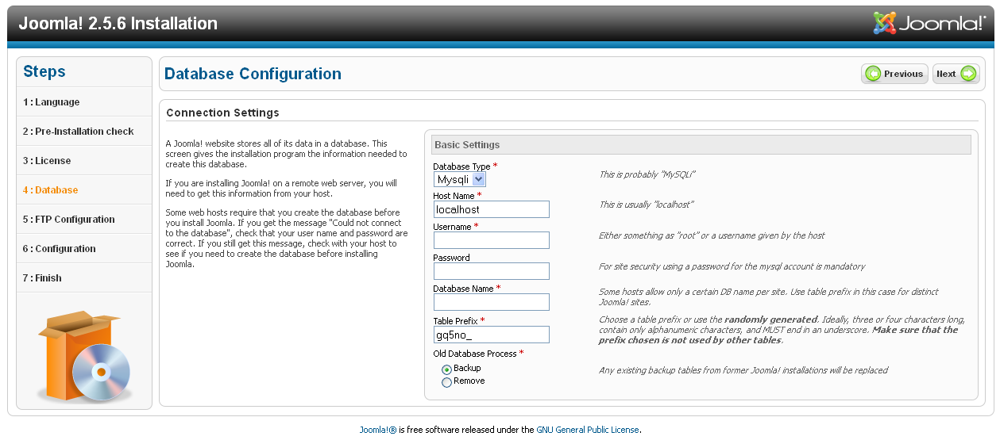 Joomla! 2.5.6 Installation
Joomla!®
Steps
1 : Language
2 : Pre-Installation check
3 : License
4 : Database
5 : FTP Configuration
6 : Configuration
7 : Finish
Database Configuration
Previous
Next
Connection Settings
A Joomla! website stores all of its data in a database. This
screen gives the installation program the information needed to
create this database.
If you are installing Joomla! on a remote web server, you will
need to get this information from your host.
Some web hosts require that you create the database before
you install Joomla. If you get the message "Could not connect
to the database", check that your user name and password are
correct. If you still get this message, check with your host to
see if you need to create the database before installing
Joomla.
Basic Settings
Database Type *
Mysqli
This is probably "MySQLi"
Host Name *
localhost
This is usually "localhost"
Username *
Either something as "root" or a username given by the host
Password
For site security using a password for the mysql account is mandatory
Database Name *
Some hosts allow only a certain DB name per site. Use table prefix in this case for distinct
Joomla! sites.
Table Prefix *
gq5no_
Choose a table prefix or use the randomly generated. Ideally, three or four characters long,
contain only alphanumeric characters, and MUST end in an underscore. Make sure that the
prefix chosen is not used by other tables.
Old Database Process *
Backup
Remove
Any existing backup tables from former Joomla! installations will be replaced
Joomla!® is free software released under the GNU General Public License.